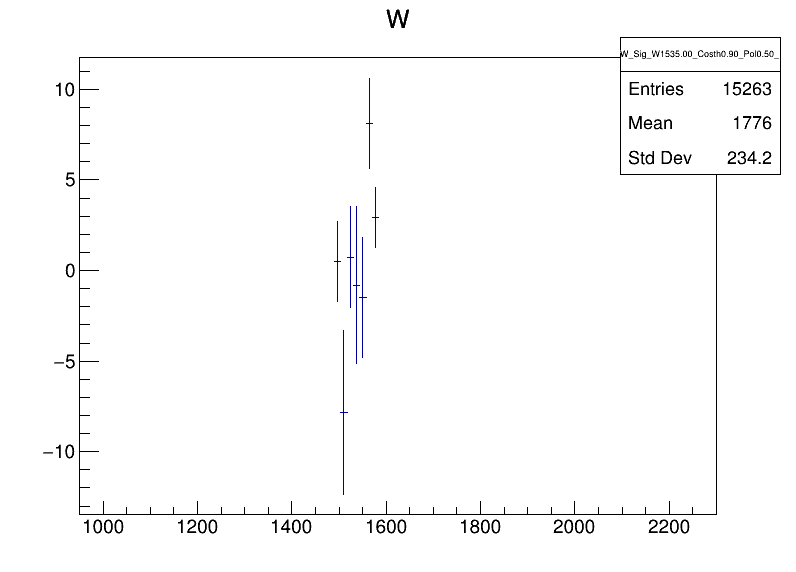 W
W_Sig_W1535.00_Costh0.90_Pol0.50_
Entries 15263
Mean 1776
Std Dev 234.2
10
5
0
−5
−10
1000 1200 1400 1600 1800 2000 2200